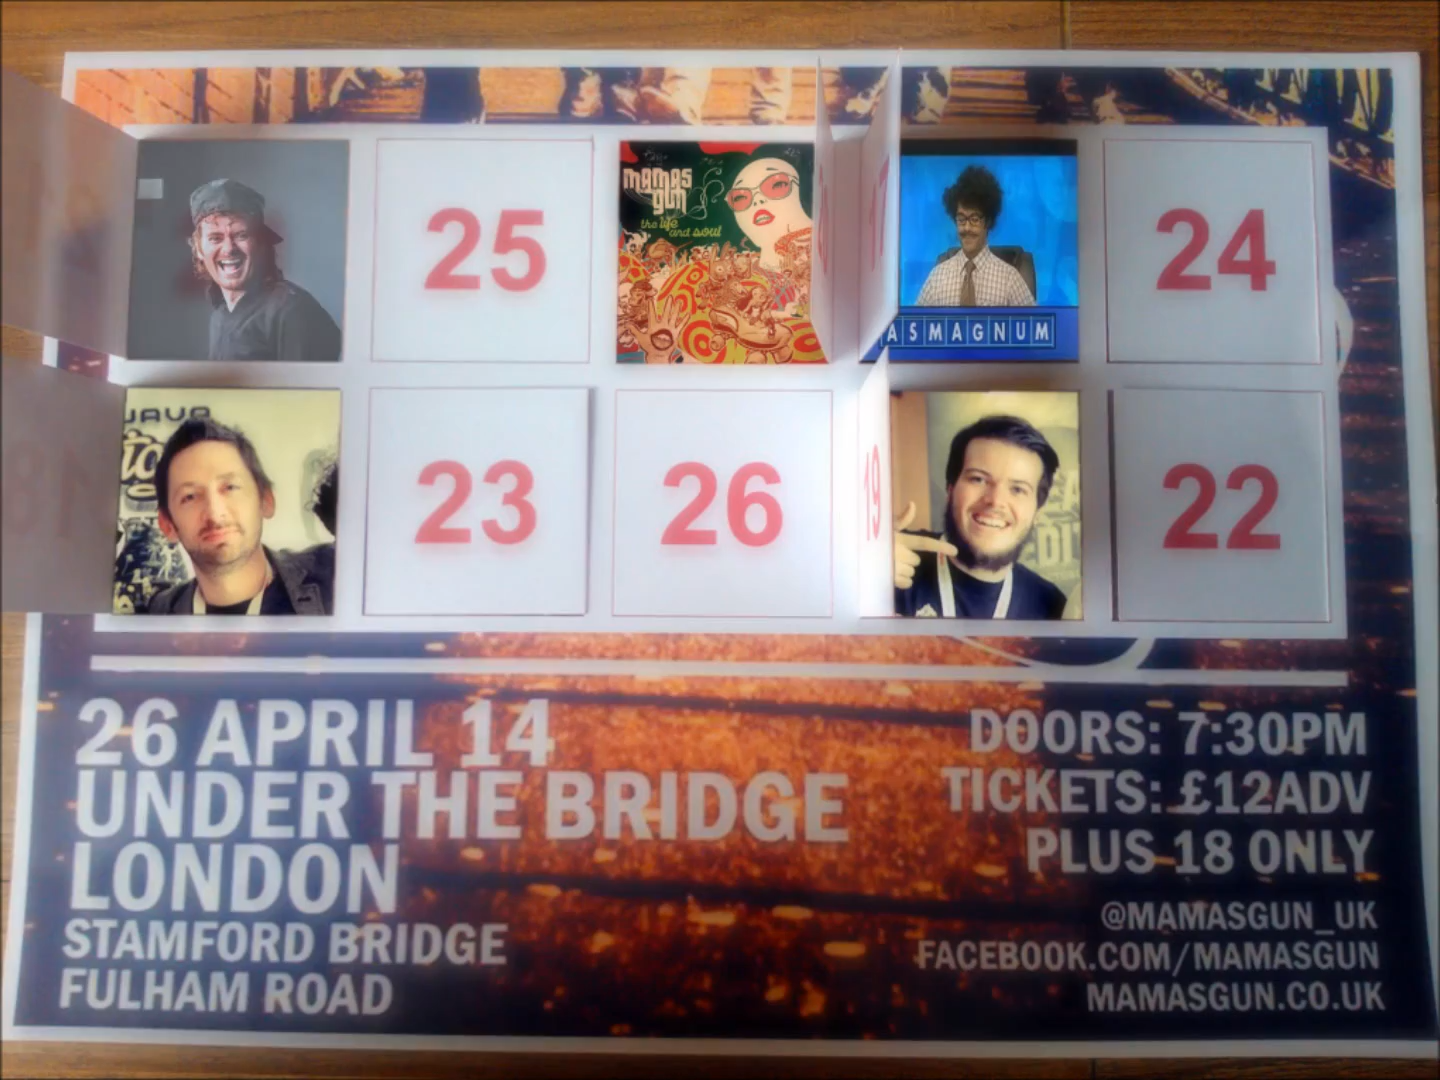 25
mamas
gun
the life
and soul
17
ASMAGNUM
24
23
26
19
22
26 APRIL 14
UNDER THE BRIDGE
LONDON
STAMFORD BRIDGE
FULHAM ROAD
DOORS: 7:30PM
TICKETS: £12ADV
PLUS 18 ONLY
@MAMASGUN_UK
FACEBOOK.COM/MAMASGUN
MAMASGUN.CO.UK